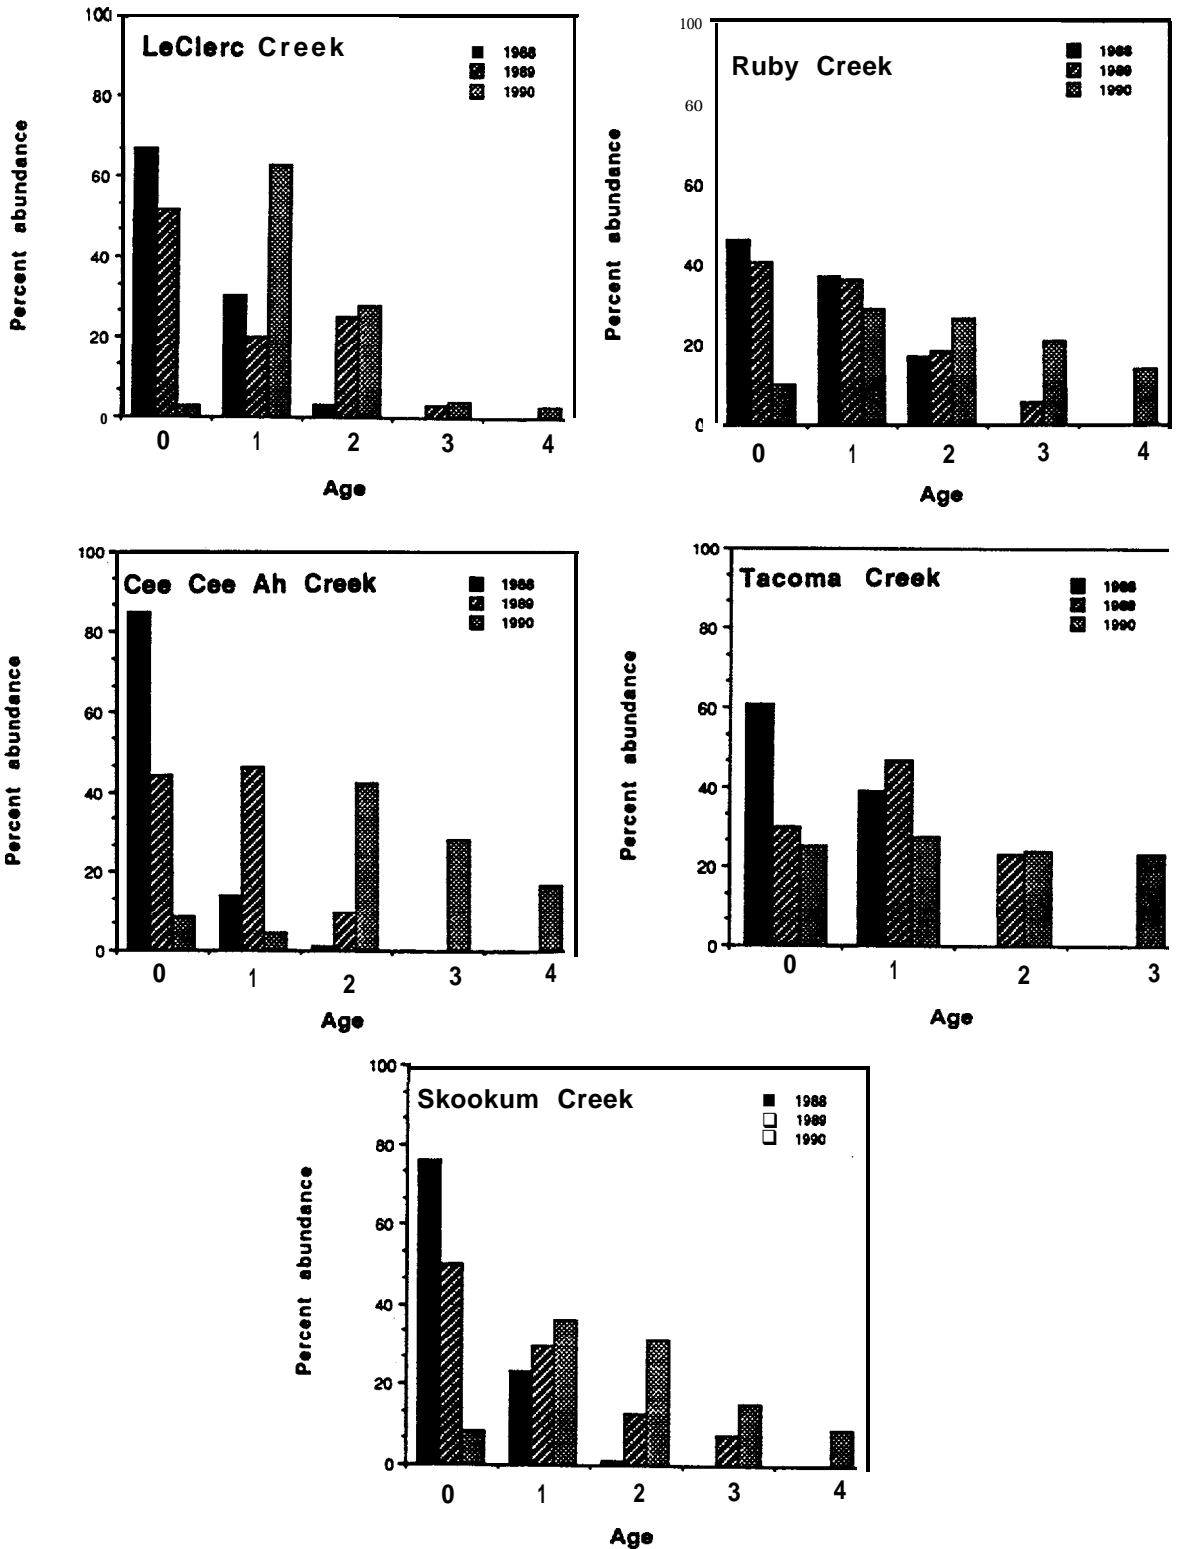 LeClerc Creek
1988
1989
1990
100
80
60
40
20
0
Percent abundance
0 1 2 3 4
Age
Ruby Creek
1988
1989
1990
100
60
60
40
20
0
Percent abundance
0 1 2 3 4
Age
Cee Cee Ah Creek
1988
1989
1990
100
80
60
40
20
0
Percent abundance
0 1 2 3 4
Age
Tacoma Creek
1988
1989
1990
100
80
60
40
20
0
Percent abundance
0 1 2 3
Age
Skookum Creek
1988
1989
1990
100
80
60
40
20
0
Percent abundance
0 1 2 3 4
Age